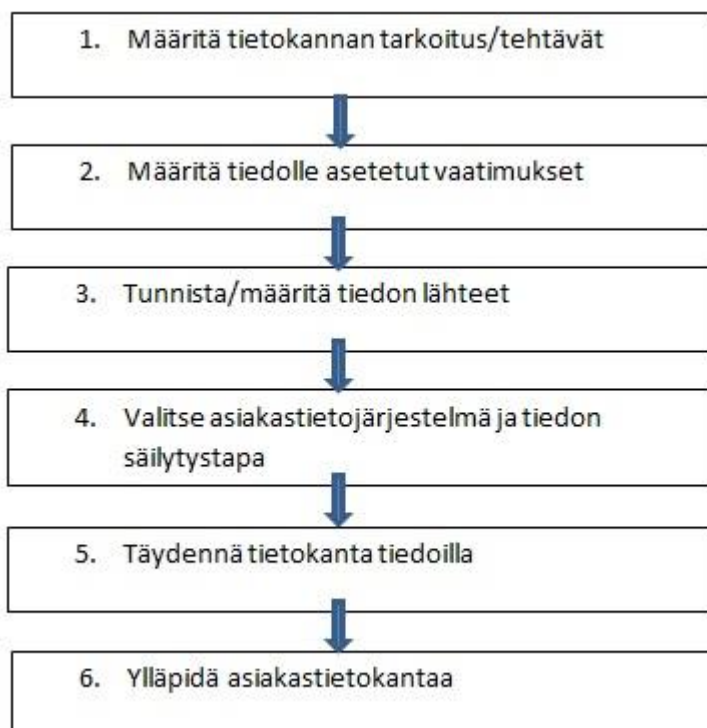 1. Määritä tietokannan tarkoitus/tehtävät
2. Määritä tiedolle asetetut vaatimukset
3. Tunnista/määritä tiedon lähteet
4. Valitse asiakastietojärjestelmä ja tiedon
säilytystapa
5. Täydennä tietokanta tiedoilla
6. Ylläpidä asiakastietokantaa